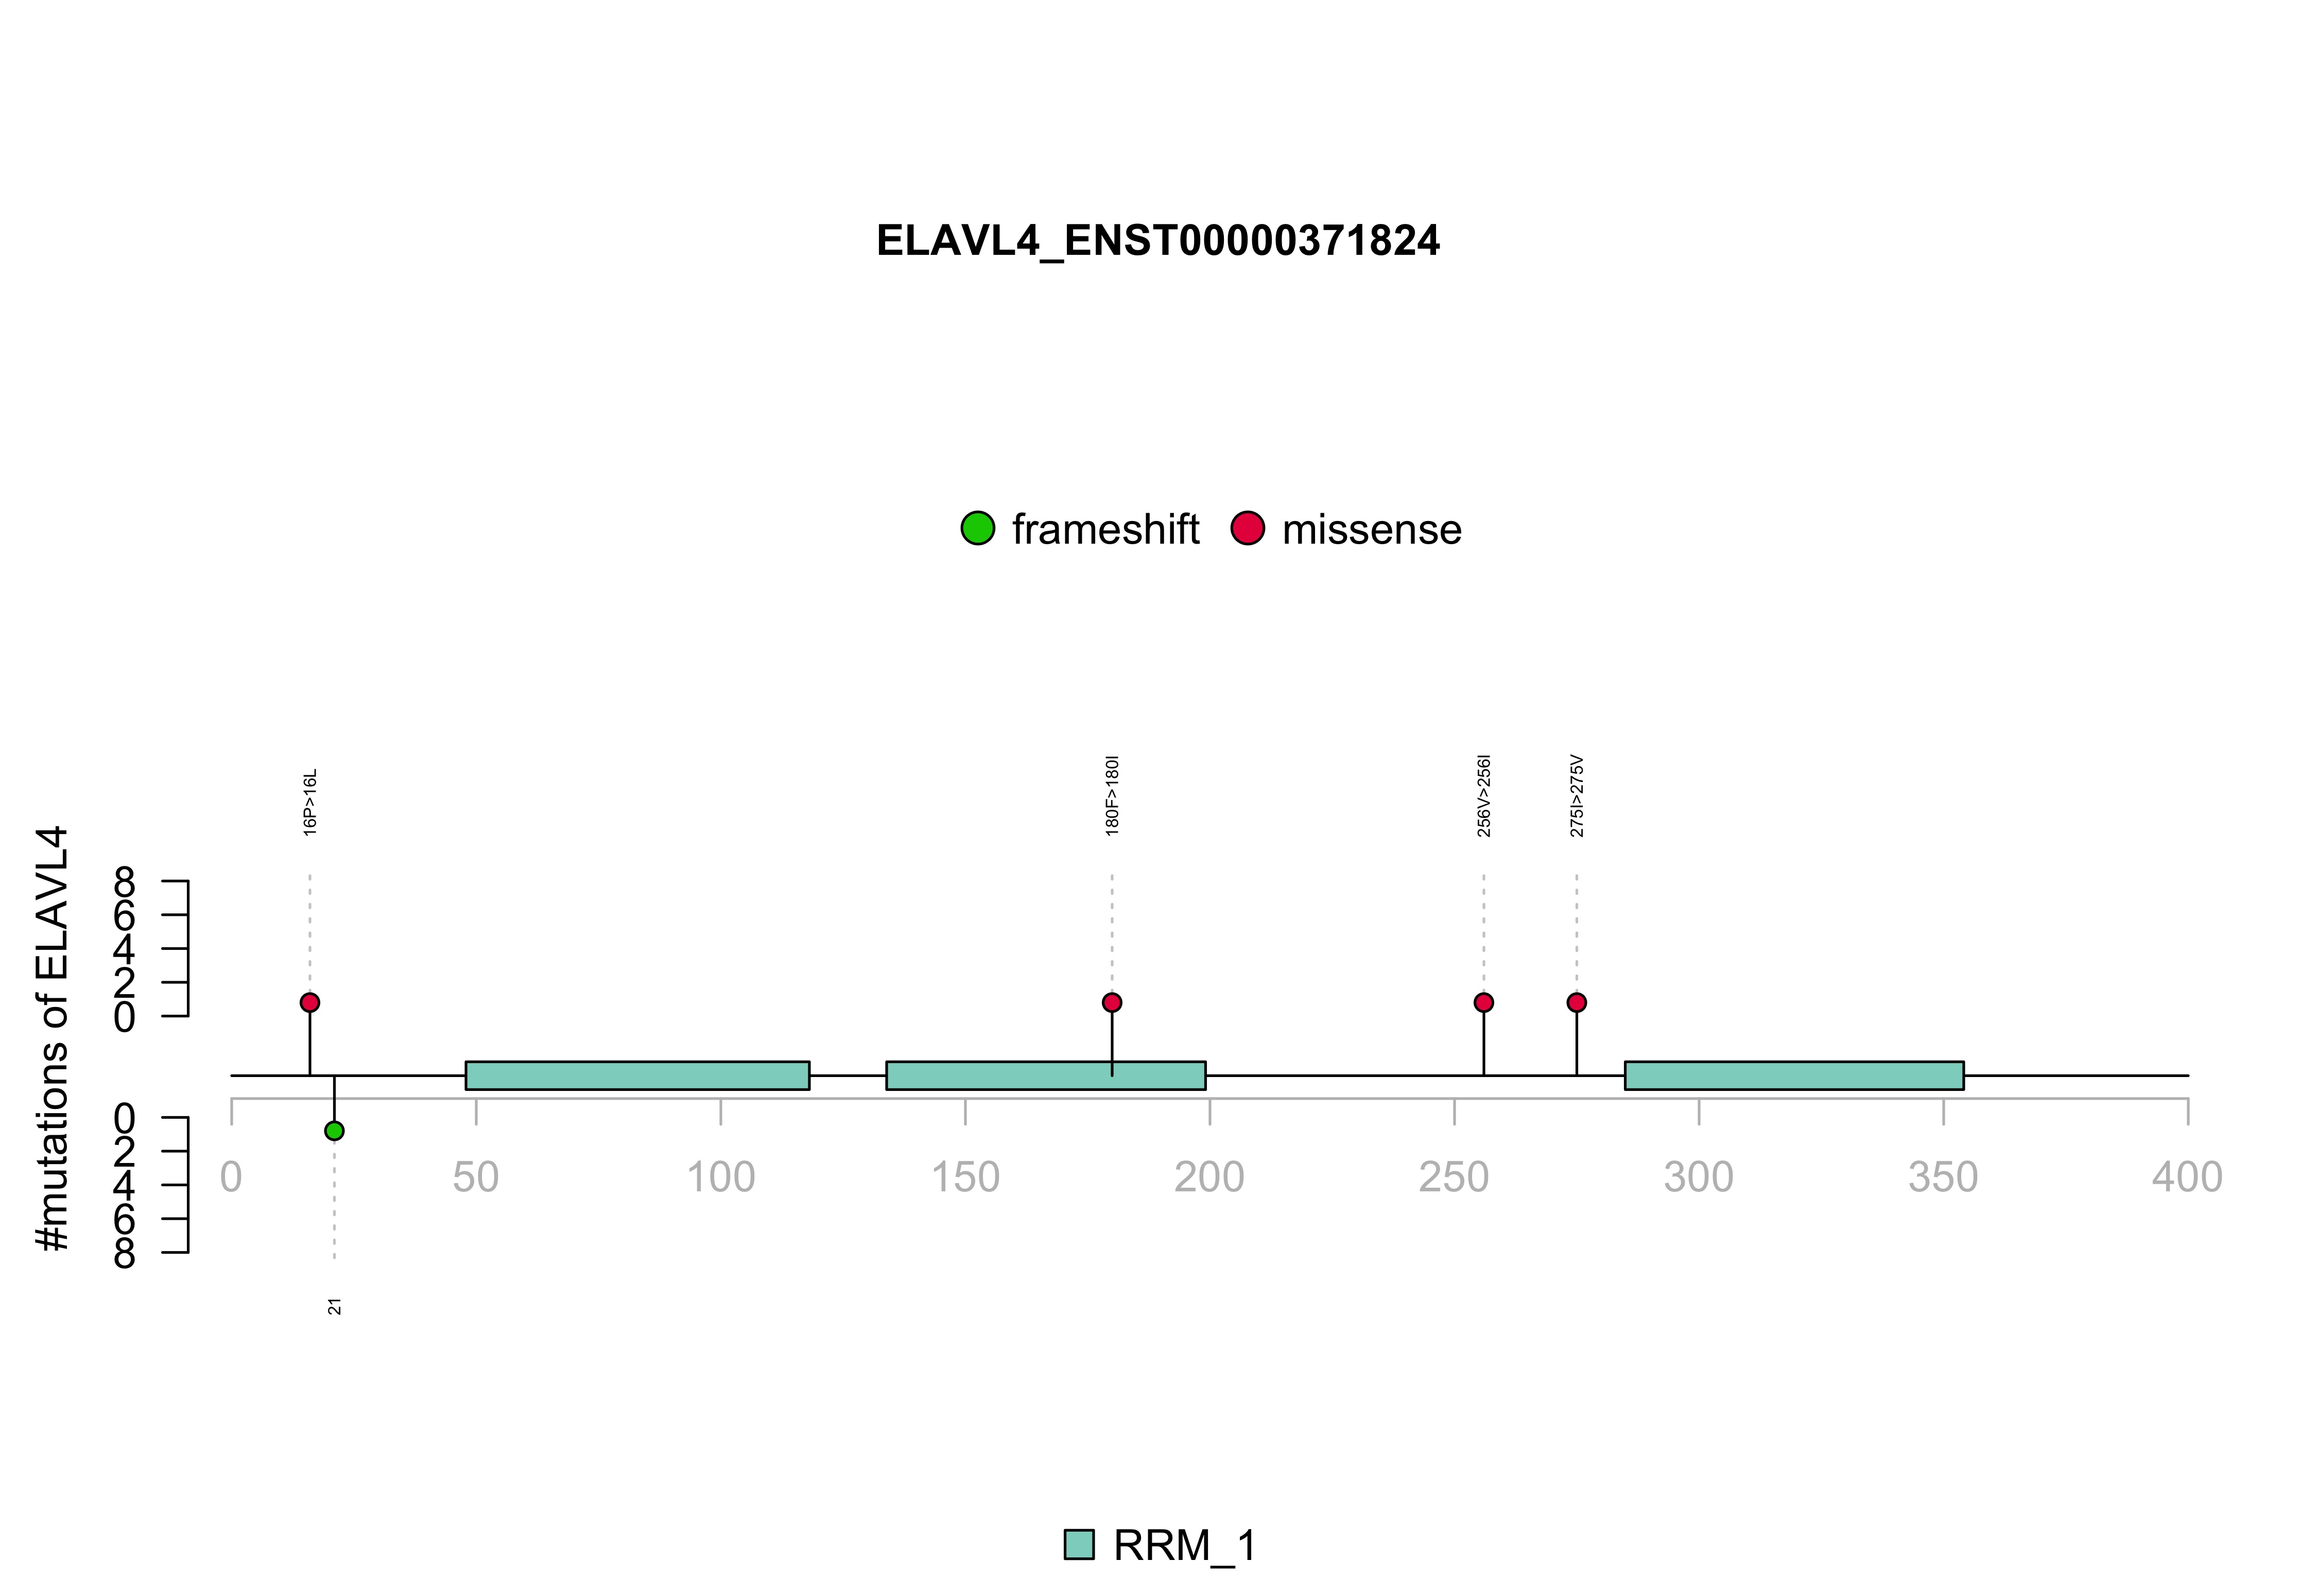 ELAVL4_ENST00000371824
frameshift missense
16P>16L
180F>180I
256V>256I
275I>275V
#mutations of ELAVL4
8
6
4
2
0
0
2
4
6
8
0 50 100 150 200 250 300 350 400
21
RRM_1